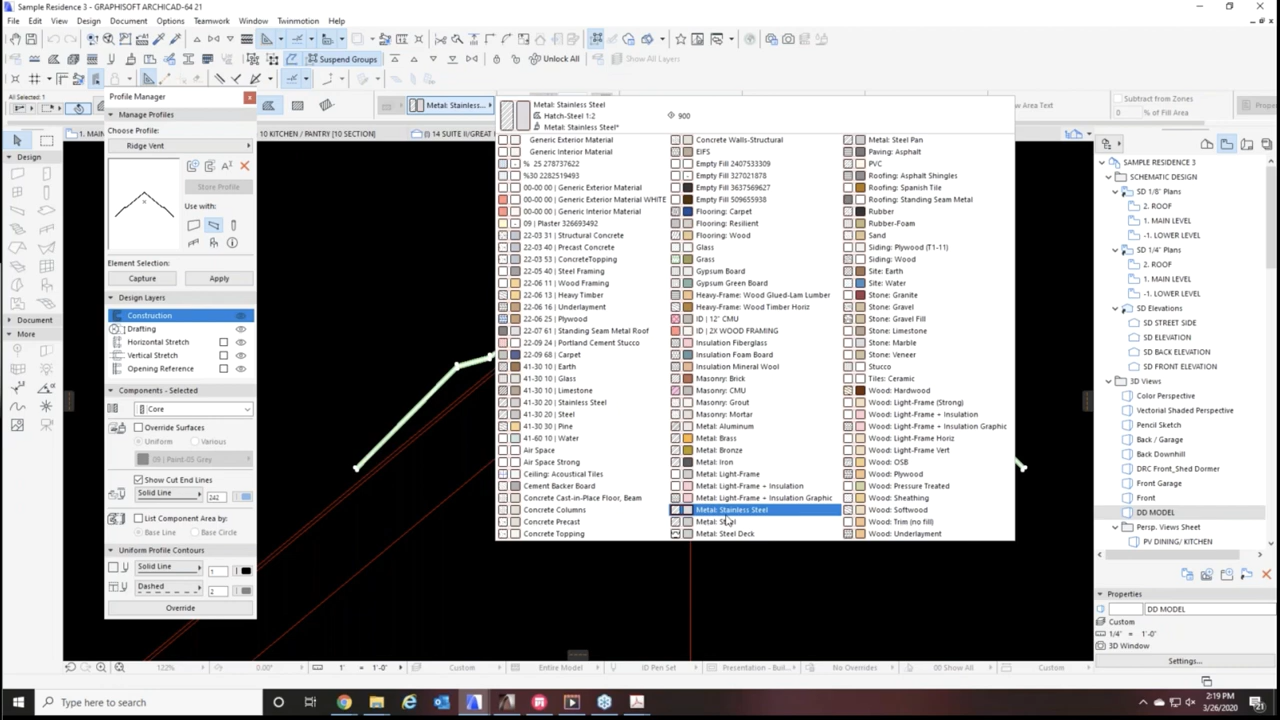 Sample Residence 3 - GRAPHISOFT ARCHICAD-64 21
File Edit View Design Document Options Teamwork Window Twinmotion Help
Suspend Groups
Unlock All
Show All Layers
All Selected: 1
Metal: Stainless...
Area Text
Subtract from Zones
0 % of Fill Area
10 KITCHEN / PANTRY [10 SECTION]
14 SUITE II/GREAT
Profile Manager
Manage Profiles
Choose Profile:
Ridge Vent
Store Profile
Use with:
Element Selection:
Capture Apply
Design Layers
Construction
Drafting
Horizontal Stretch
Vertical Stretch
Opening Reference
Components - Selected
Core
Override Surfaces
Uniform Various
09 | Paint-05 Grey
Show Cut End Lines
Solid Line 242
List Component Area by:
Base Line Base Line
Uniform Profile Contours
Solid Line 1
Dashed 2
Override
Design
Document
More
Metal: Stainless Steel
Hatch-Steel 1:2 900
Metal: Stainless Steel*
Generic Exterior Material
Generic Interior Material
% 25 278737622
%30 2282519493
00-00 00 | Generic Exterior Material
00-00 00 | Generic Exterior Material WHITE
00-00 00 | Generic Interior Material
09 | Plaster 326693492
22-03 31 | Structural Concrete
22-03 40 | Precast Concrete
22-03 53 | ConcreteTopping
22-05 40 | Steel Framing
22-06 11 | Wood Framing
22-06 13 | Heavy Timber
22-06 16 | Underlayment
22-06 25 | Plywood
22-07 61 | Standing Seam Metal Roof
22-09 24 | Portland Cement Stucco
22-09 68 | Carpet
41-30 10 | Earth
41-30 10 | Glass
41-30 10 | Limestone
41-30 20 | Stainless Steel
41-30 20 | Steel
41-30 30 | Pine
41-60 10 | Water
Air Space
Air Space Strong
Ceiling: Acoustical Tiles
Cement Backer Board
Concrete Cast-in-Place Floor, Beam
Concrete Columns
Concrete Precast
Concrete Topping
Concrete Walls-Structural
EIFS
Empty Fill 2407533309
Empty Fill 327021878
Empty Fill 3637569627
Empty Fill 509655938
Flooring: Carpet
Flooring: Resilient
Flooring: Wood
Glass
Grass
Gypsum Board
Gypsum Green Board
Heavy-Frame: Wood Glued-Lam Lumber
Heavy-Frame: Wood Timber Horiz
ID | 12" CMU
ID | 2X WOOD FRAMING
Insulation Fiberglass
Insulation Foam Board
Insulation Mineral Wool
Masonry: Brick
Masonry: CMU
Masonry: Grout
Masonry: Mortar
Metal: Aluminum
Metal: Brass
Metal: Bronze
Metal: Iron
Metal: Light-Frame
Metal: Light-Frame + Insulation
Metal: Light-Frame + Insulation Graphic
Metal: Stainless Steel
Metal: Steel
Metal: Steel Deck
Metal: Steel Pan
Paving: Asphalt
PVC
Roofing: Asphalt Shingles
Roofing: Spanish Tile
Roofing: Standing Seam Metal
Rubber
Rubber-Foam
Sand
Siding: Plywood (T1-11)
Siding: Wood
Site: Earth
Site: Water
Stone: Granite
Stone: Gravel
Stone: Gravel Fill
Stone: Limestone
Stone: Marble
Stone: Veneer
Stucco
Tiles: Ceramic
Wood: Hardwood
Wood: Light-Frame (Strong)
Wood: Light-Frame + Insulation
Wood: Light-Frame + Insulation Graphic
Wood: Light-Frame Horiz
Wood: Light-Frame Vert
Wood: OSB
Wood: Plywood
Wood: Pressure Treated
Wood: Sheathing
Wood: Softwood
Wood: Trim (no fill)
Wood: Underlayment
SAMPLE RESIDENCE 3
SCHEMATIC DESIGN
SD 1/8" Plans
2. ROOF
1. MAIN LEVEL
-1. LOWER LEVEL
SD 1/4" Plans
2. ROOF
1. MAIN LEVEL
-1. LOWER LEVEL
SD Elevations
SD STREET SIDE
SD ELEVATION
SD BACK ELEVATION
SD FRONT ELEVATION
3D Views
Color Perspective
Vertorial Shaded Perspective
Pencil Sketch
Back / Garage
Back Downhill
DRC Front_Shed Dormer
Front Garage
Front
DD MODEL
Persp. Views Sheet
PV DINING/ KITCHEN
Properties
DD MODEL
Custom
1/4" = 1'-0"
3D Window
Settings...
122% 0.00° 1" = 1'-0" Custom Entire Model ID Pen Set Presentation - Buil... No Overrides 00 Show All Custom
Type here to search
2:19 PM
3/26/2020
21